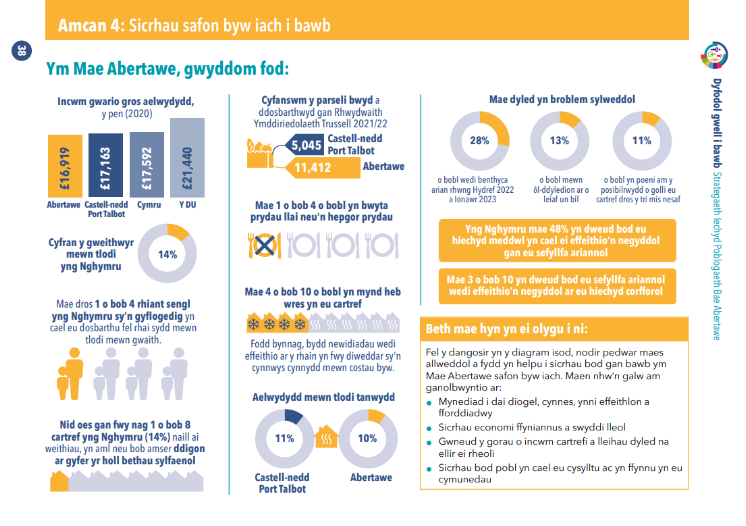 Amcan 4: Sicrhau safon byw iach i bawb
38
Ym Mae Abertawe, gwyddom fod:
Incwm gwario gros aelwydydd,
y pen (2020)
£16,919
£17,163
£17,592
£21,440
Abertawe
Castell-nedd
Port Talbot
Cymru
Y DU
Cyfran y gweithwyr
mewn tlodi
yng Nghymru
14%
Mae dros 1 o bob 4 rhiant sengl
yng Nghymru sy'n gyflogedig yn
cael eu dosbarthu fel rhai sydd mewn
tlodi mewn gwaith.
Nid oes gan fwy nag 1 o bob 8
cartref yng Nghymru (14%) naill ai
weithiau, yn aml neu bob amser ddigon
ar gyfer yr holl bethau sylfaenol
Cyfanswm y parseli bwyd a
ddosbarthwyd gan Rhwydwaith
Ymddiriedolaeth Trussell 2021/22
5,045
Castell-nedd
Port Talbot
11,412
Abertawe
Mae 1 o bob 4 o bobl yn bwyta
prydau llai neu'n hepgor prydau
Mae 4 o bob 10 o bobl yn mynd heb
wres yn eu cartref
Fodd bynnag, bydd newidiadau wedi
effeithio ar y rhain yn fwy diweddar sy'n
cynnwys cynnydd mewn costau byw.
Aelwydydd mewn tlodi tanwydd
11%
10%
Castell-nedd
Port Talbot
Abertawe
Mae dyled yn broblem sylweddol
28%
13%
11%
o bobl wedi benthyca
arian rhwng Hydref 2022
a Ionawr 2023
o bobl mewn
ôl-ddyledion ar o
leiaf un bil
o bobl yn poeni am y
posibilrwydd o golli eu
cartref dros y tri mis nesaf
Yng Nghymru mae 48% yn dweud bod eu
hiechyd meddwl yn cael ei effeithio'n negyddol
gan eu sefyllfa ariannol
Mae 3 o bob 10 yn dweud bod eu sefyllfa ariannol
wedi effeithio'n negyddol ar eu hiechyd corfforol
Beth mae hyn yn ei olygu i ni:
Fel y dangosir yn y diagram isod, nodir pedwar maes
allweddol a fydd yn helpu i sicrhau bod gan bawb ym
Mae Abertawe safon byw iach. Maen nhw'n galw am
ganolbwyntio ar:
• Mynediad i dai diogel, cynnes, ynni effeithlon a
fforddiadwy
• Sicrhau economi ffyniannus a swyddi lleol
• Gwneud y gorau o incwm cartrefi a lleihau dyled na
ellir ei rheoli
• Sicrhau bod pobl yn cael eu cysylltu ac yn ffynnu yn eu
cymunedau
Dyfodol gwell i bawb Strategaeth Iechyd Poblogaeth Bae Abertawe